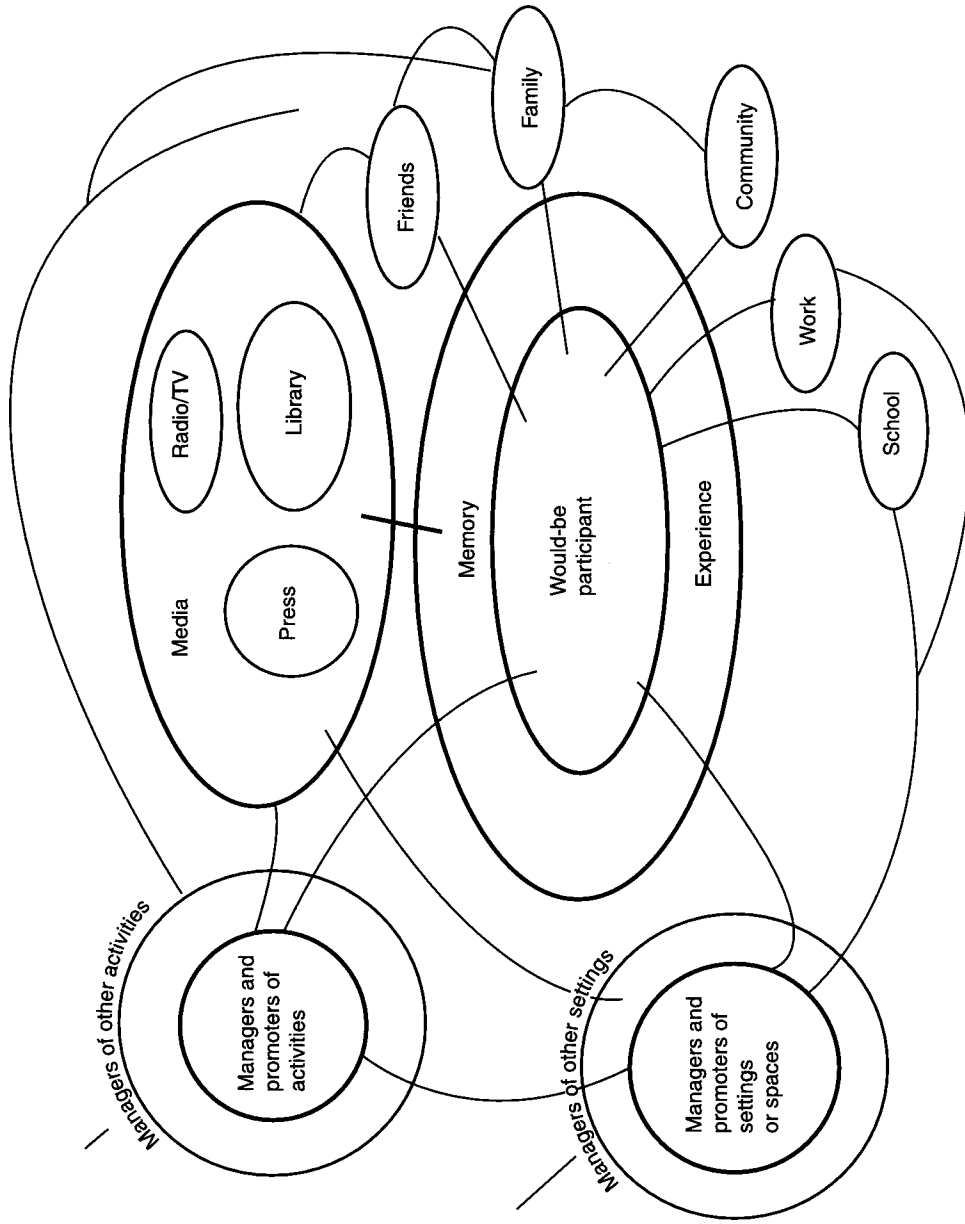 Managers of other activities
Managers and
promoters of
activities
Media
Press
Radio/TV
Library
Friends
Family
Community
Work
School
Memory
Would-be
participant
Experience
Managers of other settings
Managers and
promoters of
settings
or spaces